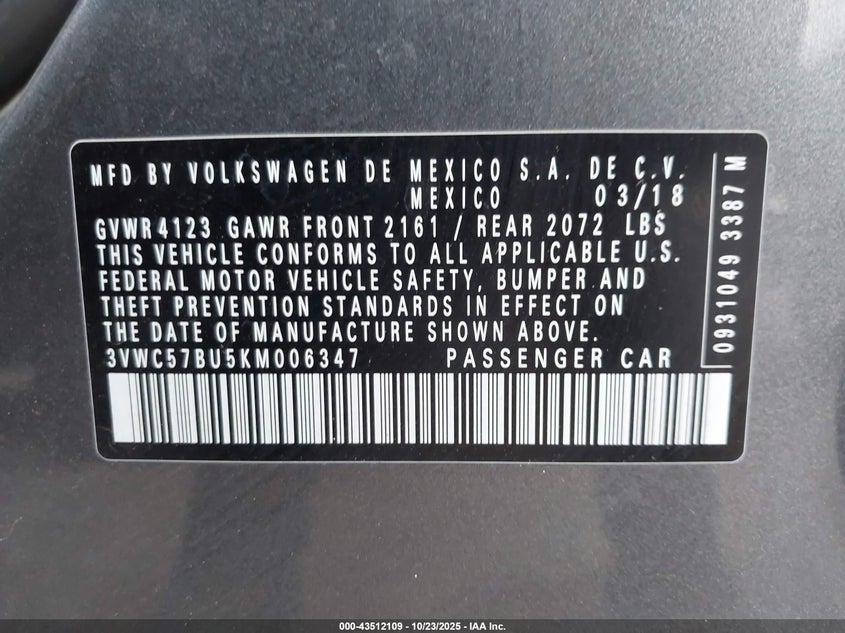 MFD BY VOLKSWAGEN DE MEXICO S.A. DE C.V.
MEXICO 03/18
GVWR 4123 GAWR FRONT 2161 / REAR 2072 LBS
THIS VEHICLE CONFORMS TO ALL APPLICABLE U.S.
FEDERAL MOTOR VEHICLE SAFETY, BUMPER AND
THEFT PREVENTION STANDARDS IN EFFECT ON
THE DATE OF MANUFACTURE SHOWN ABOVE.
3VWC57BU5KM006347 PASSENGER CAR
0931049 3387 M
000-43512109 - 10/23/2025 - IAA Inc.